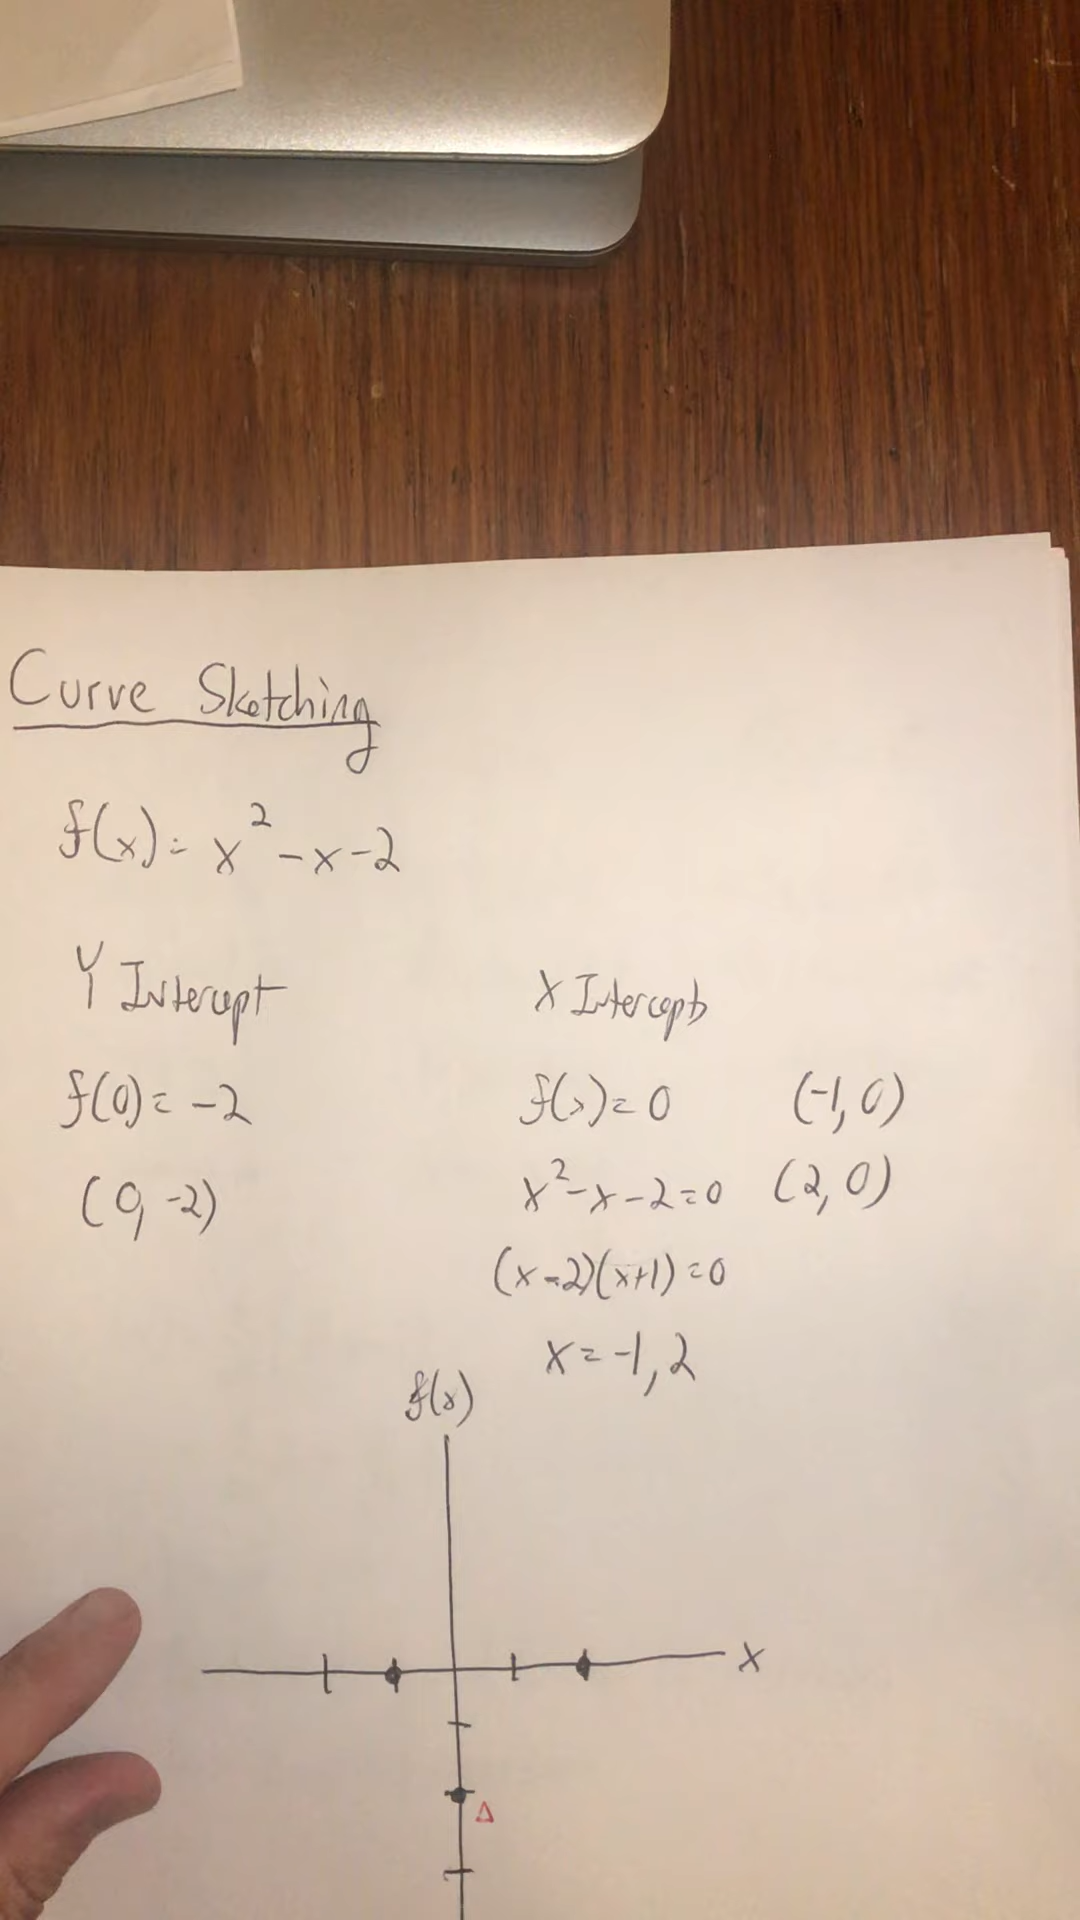 Curve Sketching
f(x) = x² - x - 2
Y Intercept
f(0) = -2
(0, -2)
X Intercepts
f(x) = 0
x² - x - 2 = 0
(x - 2)(x + 1) = 0
x = -1, 2
(-1, 0)
(2, 0)
f(x)
x
Δ